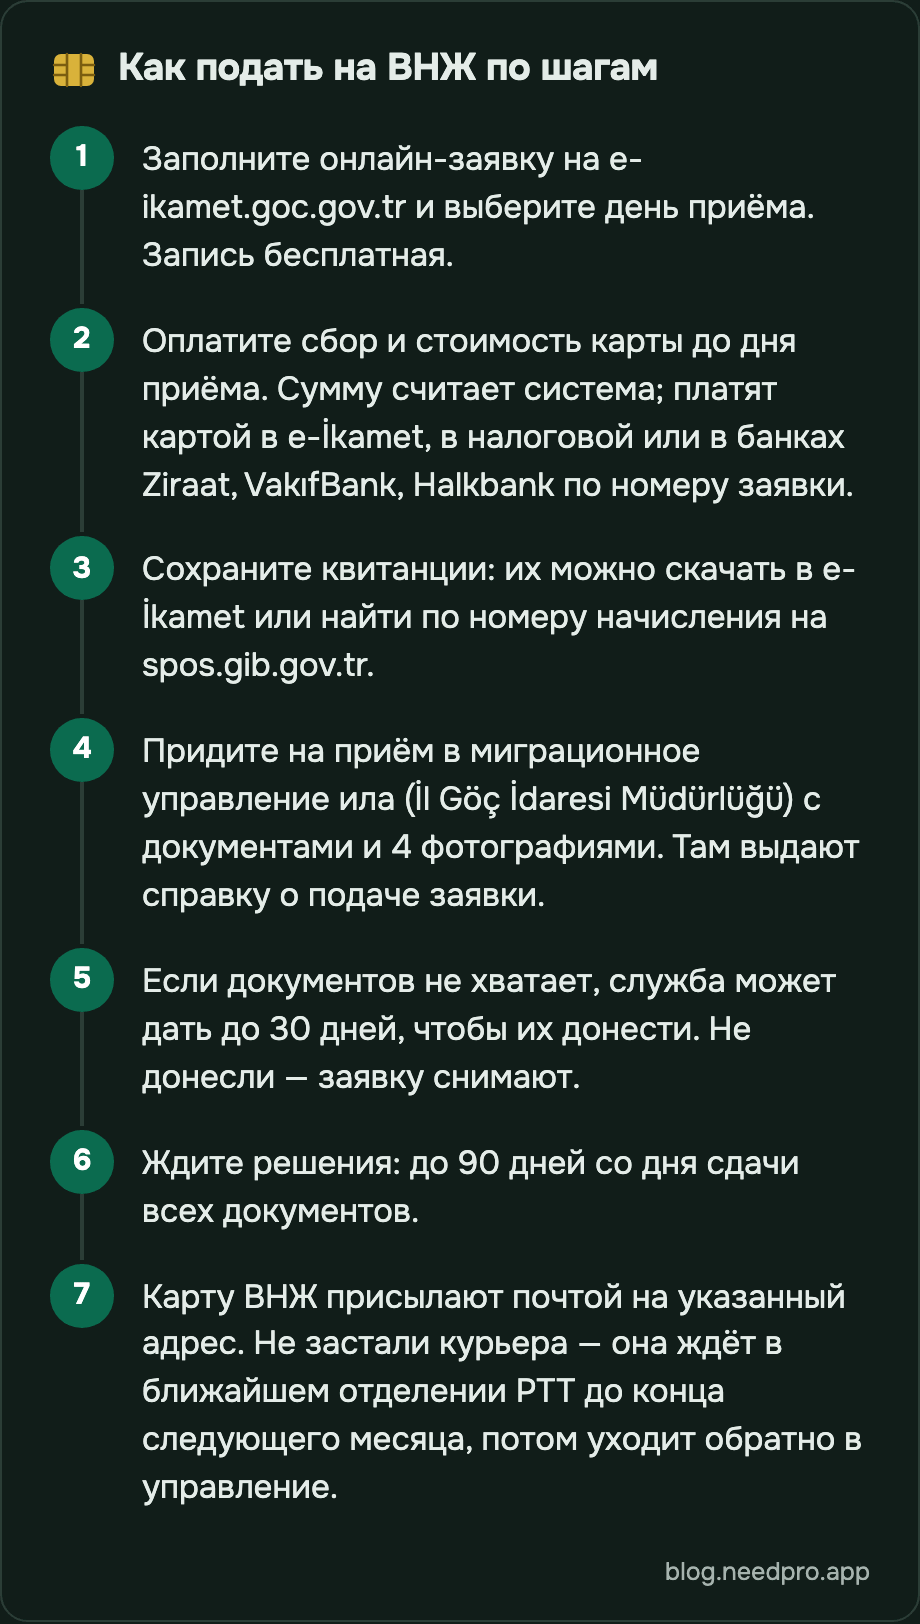 Как подать на ВНЖ по шагам
1
Заполните онлайн-заявку на e-
ikamet.goc.gov.tr и выберите день приёма.
Запись бесплатная.
2
Оплатите сбор и стоимость карты до дня
приёма. Сумму считает система; платят
картой в e-İkamet, в налоговой или в банках
Ziraat, VakıfBank, Halkbank по номеру заявки.
3
Сохраните квитанции: их можно скачать в e-
İkamet или найти по номеру начисления на
spos.gib.gov.tr.
4
Придите на приём в миграционное
управление ила (İl Göç İdaresi Müdürlüğü) с
документами и 4 фотографиями. Там выдают
справку о подаче заявки.
5
Если документов не хватает, служба может
дать до 30 дней, чтобы их донести. Не
донесли — заявку снимают.
6
Ждите решения: до 90 дней со дня сдачи
всех документов.
7
Карту ВНЖ присылают почтой на указанный
адрес. Не застали курьера — она ждёт в
ближайшем отделении PTT до конца
следующего месяца, потом уходит обратно в
управление.
blog.needpro.app